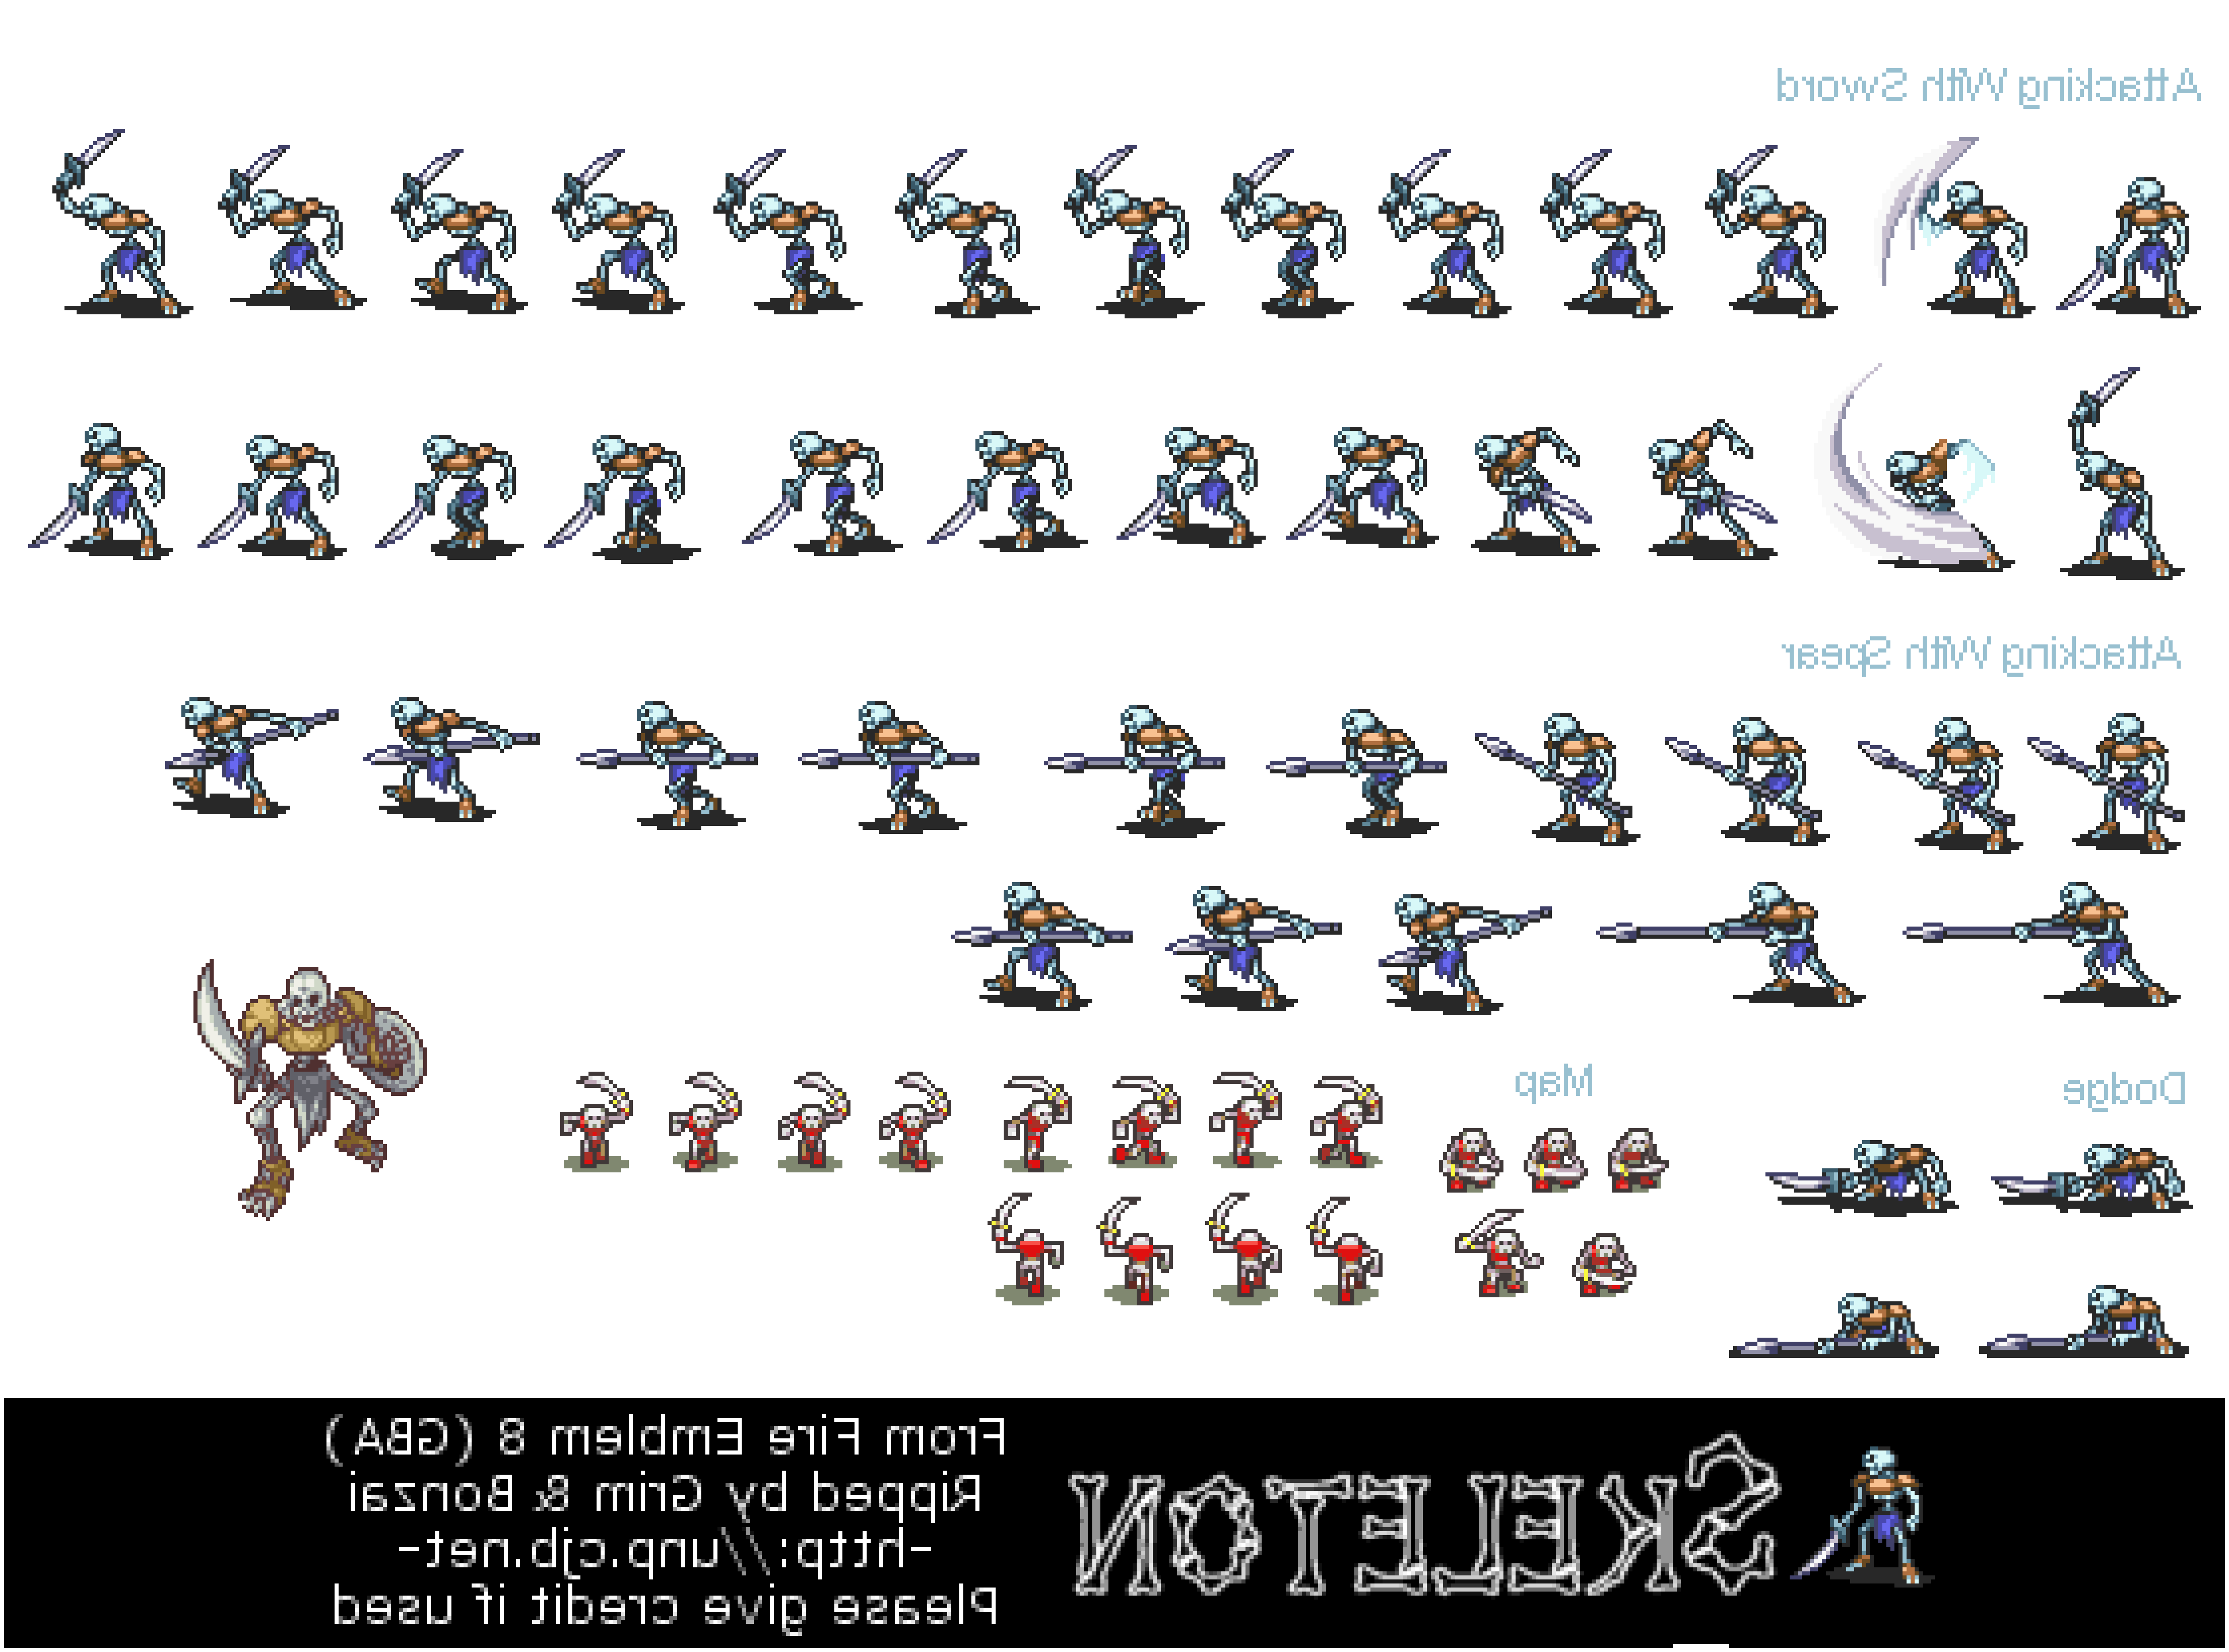 Attacking With Sword
Attacking With Spear
Map
Dodge
SKELETON
From Fire Emblem 8 (GBA)
Ripped by Grim & Bonzai
-http://unp.cjb.net-
Please give credit if used